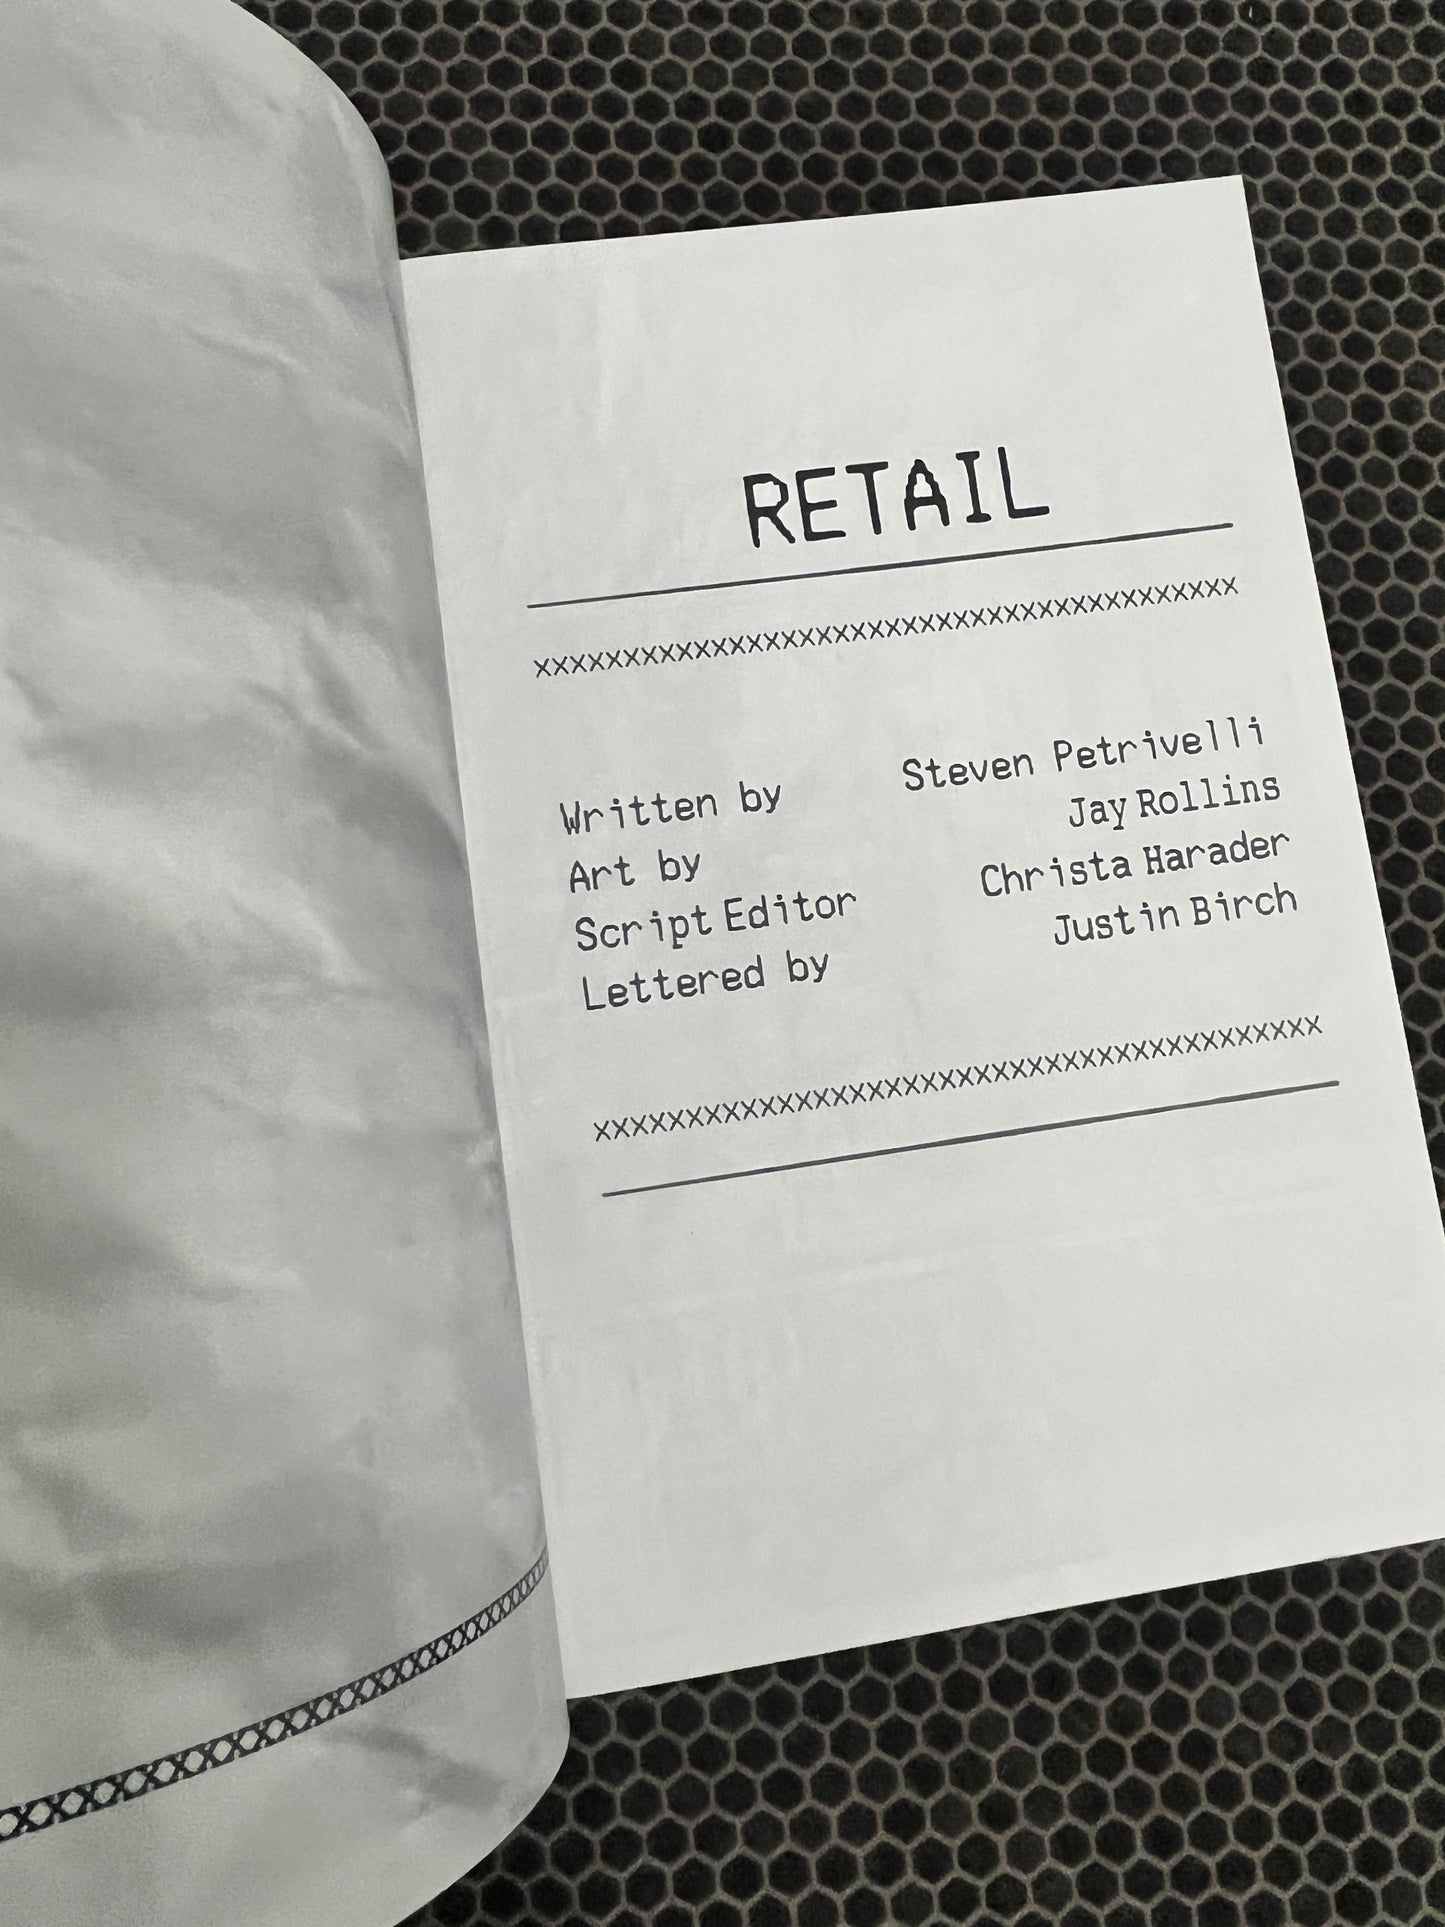 RETAIL
xxxxxxxxxxxxxxxxxxxxxxxxxxxxxxxxxxxxxxx
Written by Steven Petrivelli
Art by Jay Rollins
Script Editor Christa Harader
Lettered by Justin Birch
xxxxxxxxxxxxxxxxxxxxxxxxxxxxxxxxxxxxxxx